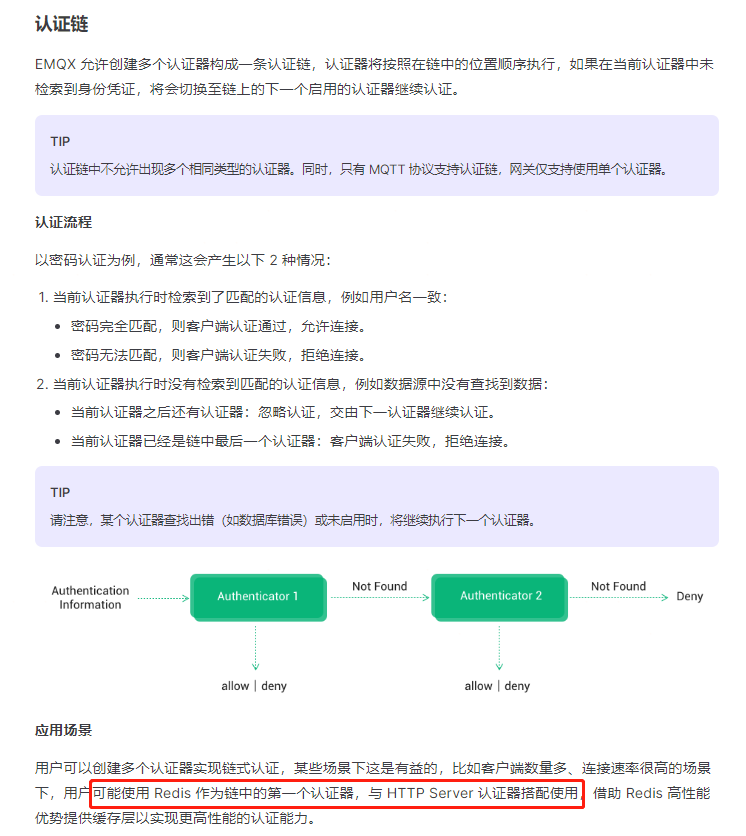 认证链
EMQX 允许创建多个认证器构成一条认证链，认证器将按照在链中的位置顺序执行，如果在当前认证器中未
检索到身份凭证，将会切换至链上的下一个启用的认证器继续认证。
TIP
认证链中不允许出现多个相同类型的认证器。同时，只有 MQTT 协议支持认证链，网关仅支持使用单个认证器。
认证流程
以密码认证为例，通常这会产生以下 2 种情况：
1. 当前认证器执行时检索到了匹配的认证信息，例如用户名一致：
• 密码完全匹配，则客户端认证通过，允许连接。
• 密码无法匹配，则客户端认证失败，拒绝连接。
2. 当前认证器执行时没有检索到匹配的认证信息，例如数据源中没有查找到数据：
• 当前认证器之后还有认证器：忽略认证，交由下一认证器继续认证。
• 当前认证器已经是链中最后一个认证器：客户端认证失败，拒绝连接。
TIP
请注意，某个认证器查找出错（如数据库错误）或未启用时，将继续执行下一个认证器。
Authentication
Information
Authenticator 1
Not Found
Authenticator 2
Not Found
Deny
allow | deny
allow | deny
应用场景
用户可以创建多个认证器实现链式认证，某些场景下这是有益的，比如客户端数量多、连接速率很高的场景
下，用户可能使用 Redis 作为链中的第一个认证器，与 HTTP Server 认证器搭配使用，借助 Redis 高性能
优势提供缓存层以实现更高性能的认证能力。